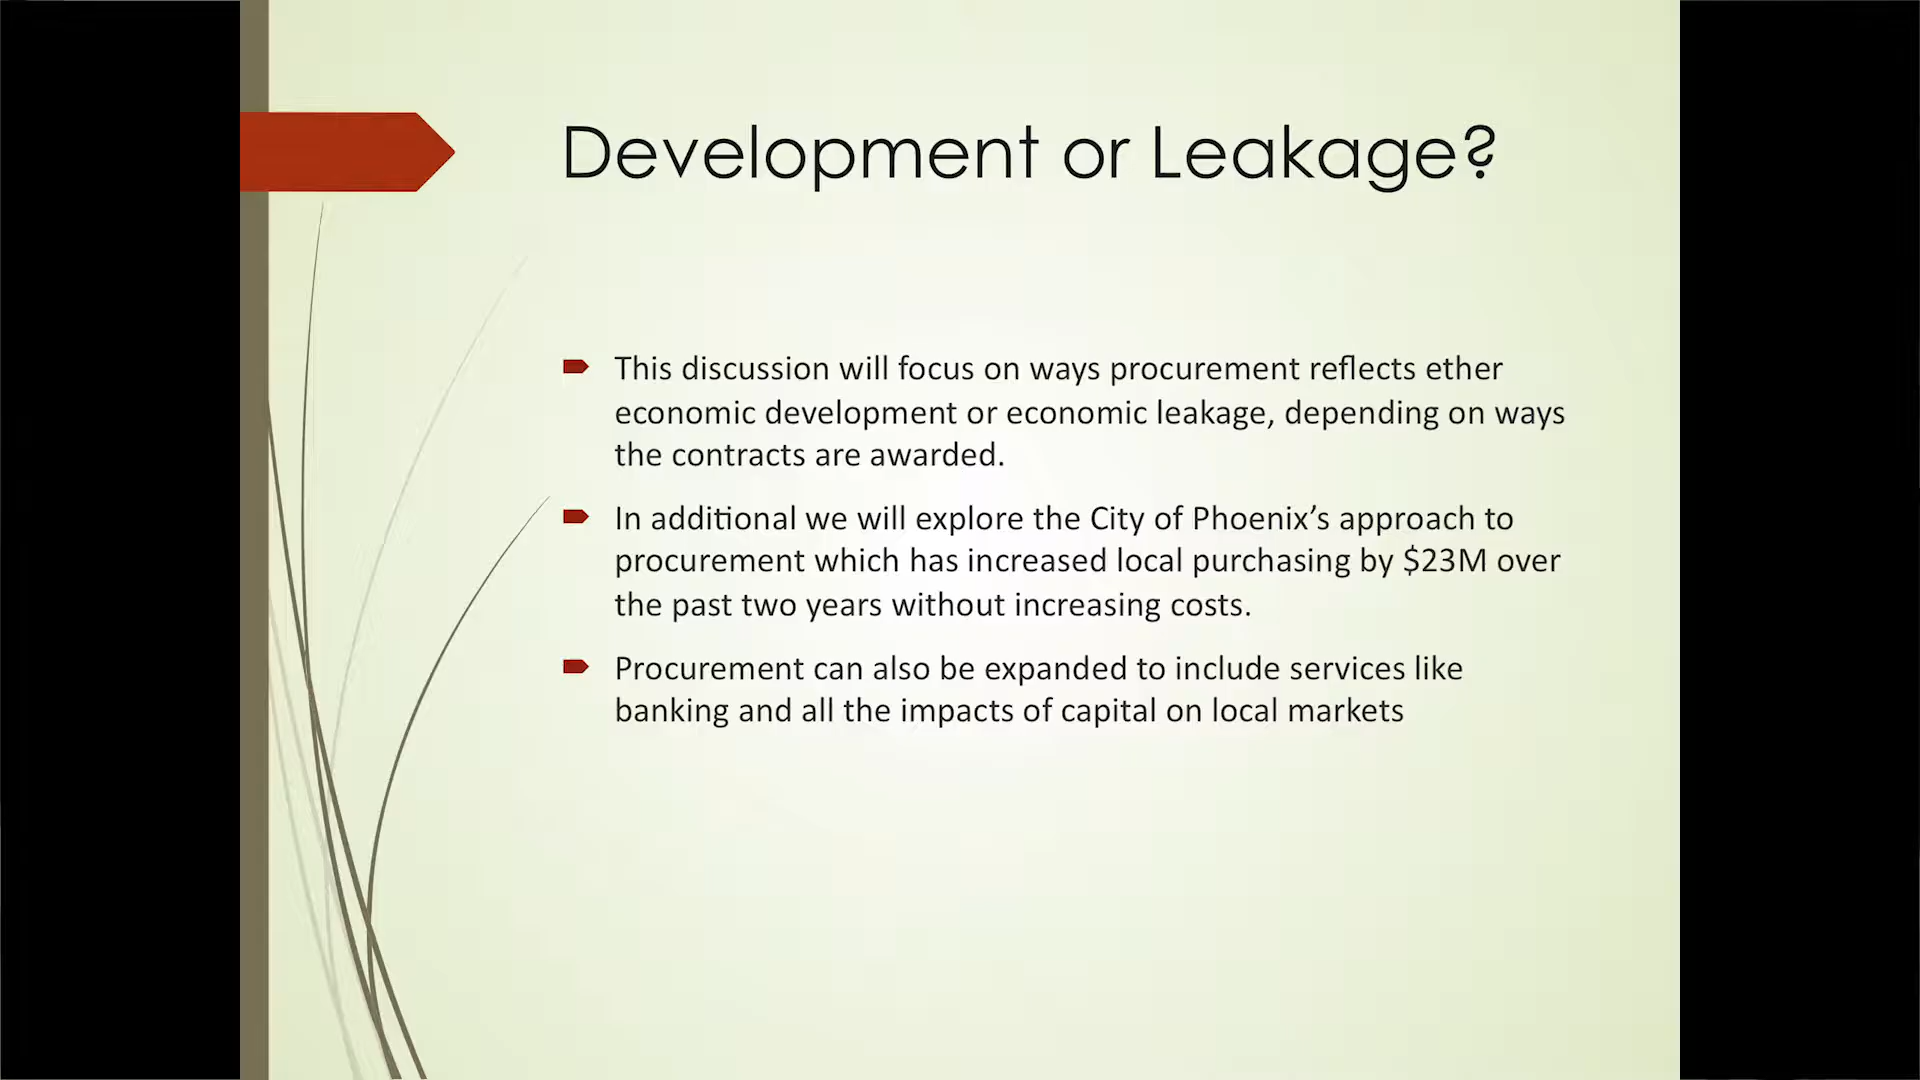 Development or Leakage?
This discussion will focus on ways procurement reflects ether
economic development or economic leakage, depending on ways
the contracts are awarded.
In additional we will explore the City of Phoenix’s approach to
procurement which has increased local purchasing by $23M over
the past two years without increasing costs.
Procurement can also be expanded to include services like
banking and all the impacts of capital on local markets